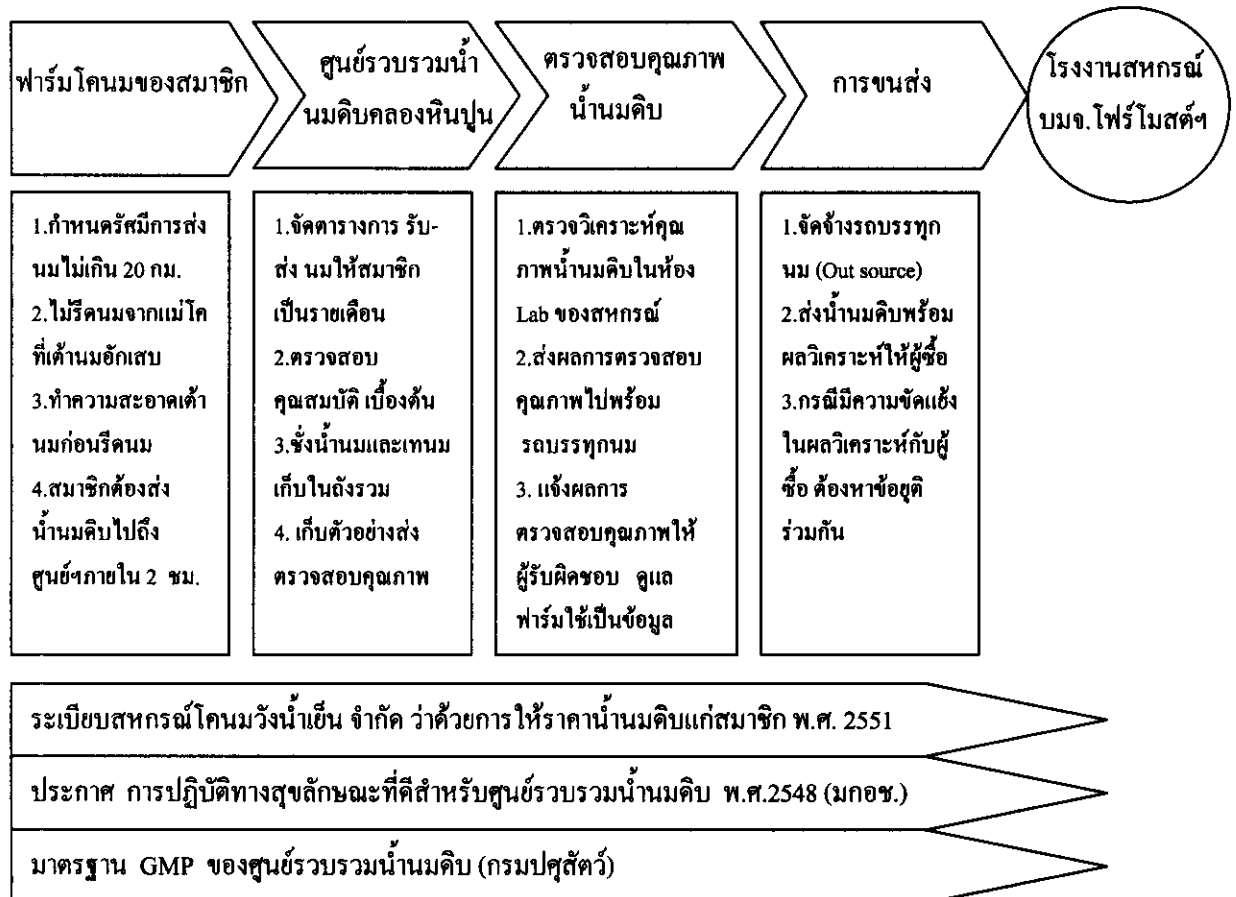 ฟาร์มโคนมของสมาชิก
ศูนย์รวบรวมน้ำ
นมดิบคลองหินปูน
ตรวจสอบคุณภาพ
น้ำนมดิบ
การขนส่ง
โรงงานสหกรณ์
บมจ.โฟร์โมสต์ฯ
1.กำหนดรัศมีการส่ง
นมไม่เกิน 20 กม.
2.ไม่รีดนมจากแม่โค
ที่เต้านมอักเสบ
3.ทำความสะอาดเต้า
นมก่อนรีดนม
4.สมาชิกต้องส่ง
น้ำนมดิบไปถึง
ศูนย์ฯภายใน 2 ชม.
1.จัดตารางการ รับ-
ส่ง นมให้สมาชิก
เป็นรายเดือน
2.ตรวจสอบ
คุณสมบัติ เบื้องต้น
3.ชั่งน้ำนมและเทนม
เก็บในถังรวม
4. เก็บตัวอย่างส่ง
ตรวจสอบคุณภาพ
1.ตรวจวิเคราะห์คุณ
ภาพน้ำนมดิบในห้อง
Lab ของสหกรณ์
2.ส่งผลการตรวจสอบ
คุณภาพไปพร้อม
รถบรรทุกนม
3. แจ้งผลการ
ตรวจสอบคุณภาพให้
ผู้รับผิดชอบ ดูแล
ฟาร์มใช้เป็นข้อมูล
1.จัดจ้างรถบรรทุก
นม (Out source)
2.ส่งน้ำนมดิบพร้อม
ผลวิเคราะห์ให้ผู้ซื้อ
3.กรณีมีความขัดแย้ง
ในผลวิเคราะห์กับผู้
ซื้อ ต้องหาข้อยุติ
ร่วมกัน
ระเบียบสหกรณ์โคนมวังน้ำเย็น จำกัด ว่าด้วยการให้ราคาน้ำนมดิบแก่สมาชิก พ.ศ. 2551
ประกาศ การปฏิบัติทางสุขลักษณะที่ดีสำหรับศูนย์รวบรวมน้ำนมดิบ พ.ศ.2548 (มกอช.)
มาตรฐาน GMP ของศูนย์รวบรวมน้ำนมดิบ (กรมปศุสัตว์)